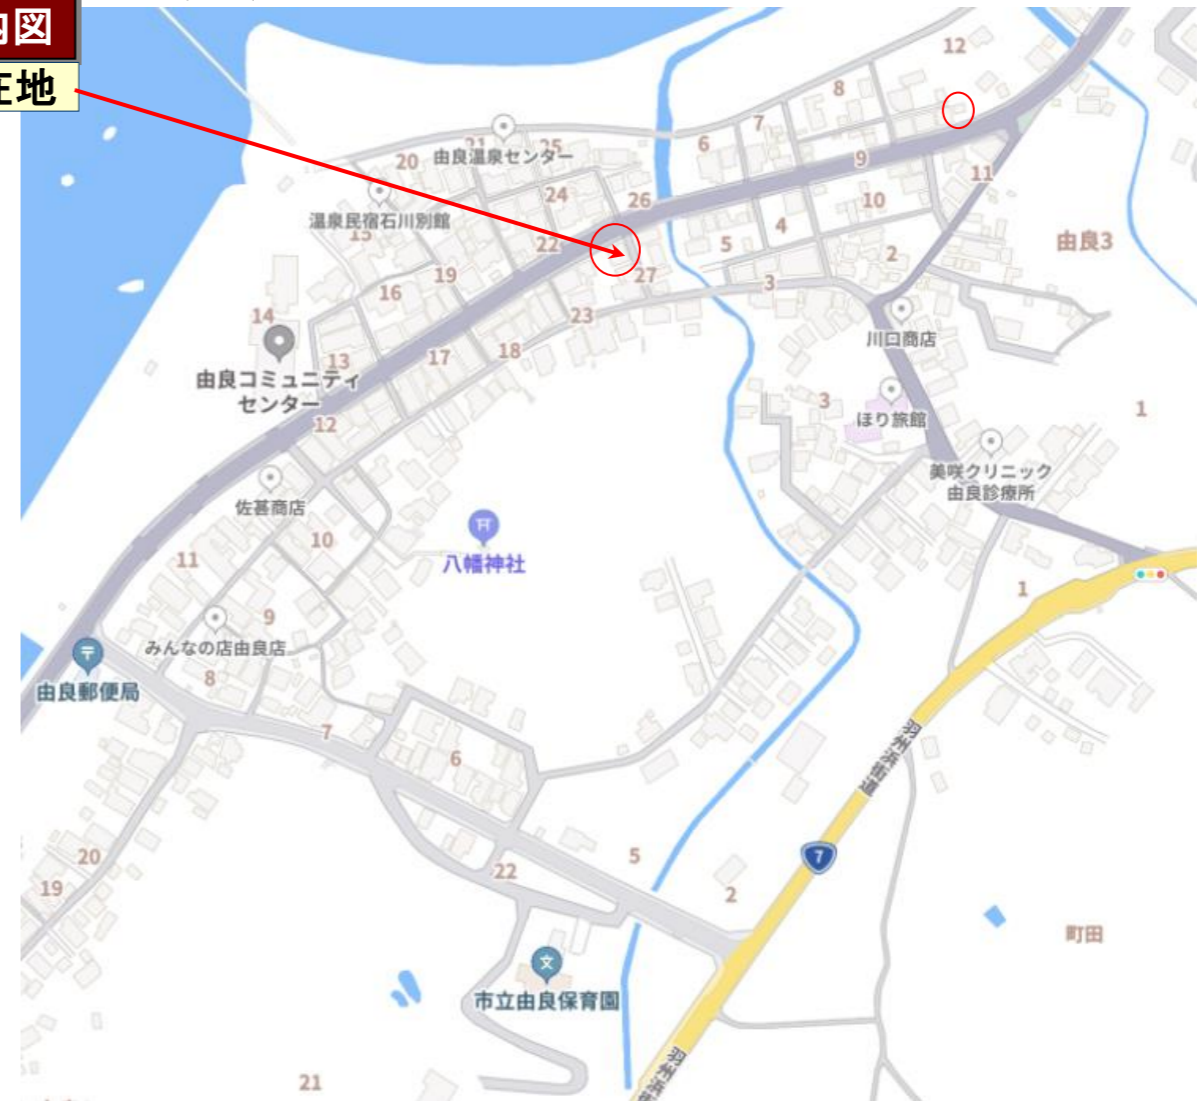 内図
在地
12
8
7
6
21
25
由良温泉センター
20
9
11
24
26
10
温泉民宿石川別館
15
22
4
5
由良3
2
19
27
3
16
14
23
川口商店
13
17
18
由良コミュニティ
センター
3
ほり旅館
1
12
美咲クリニック
由良診療所
佐甚商店
10
11
八幡神社
1
9
みんなの店由良店
8
由良郵便局
7
6
羽州浜街道
20
5
7
22
19
2
町田
市立由良保育園
21
羽州浜街